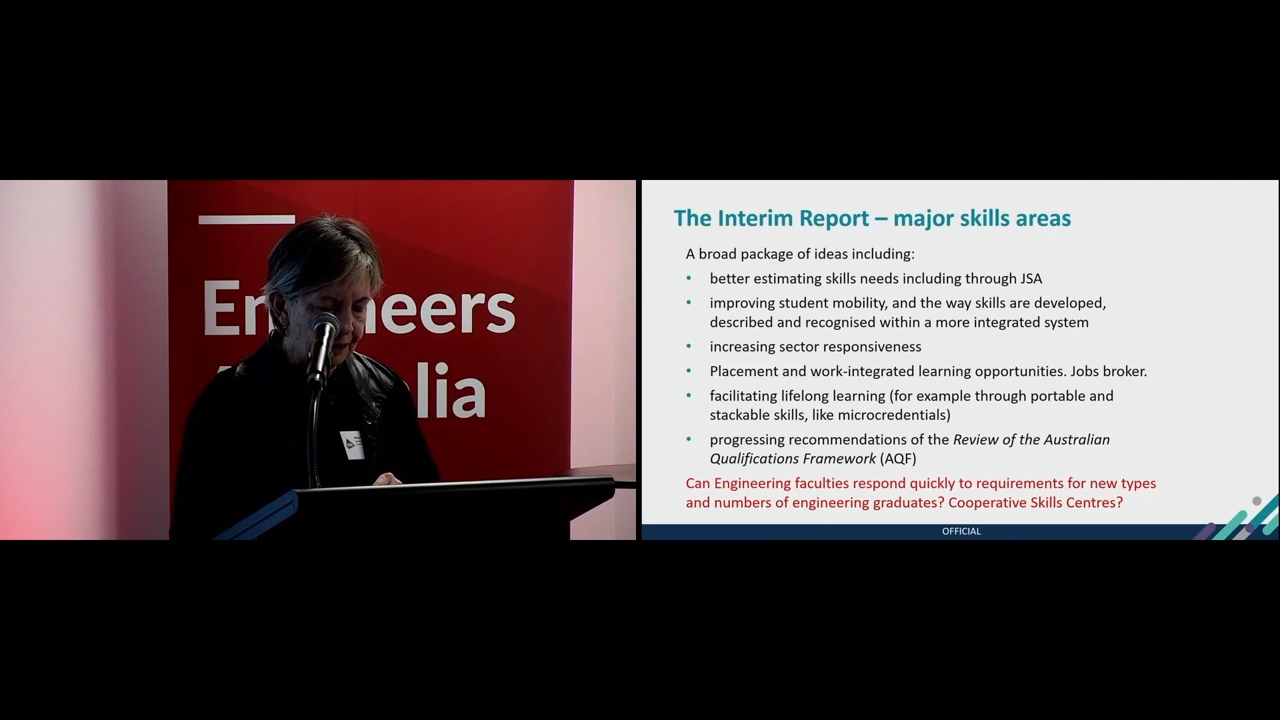 Engineers
Australia
The Interim Report – major skills areas
A broad package of ideas including:
• better estimating skills needs including through JSA
• improving student mobility, and the way skills are developed,
described and recognised within a more integrated system
• increasing sector responsiveness
• Placement and work-integrated learning opportunities. Jobs broker.
• facilitating lifelong learning (for example through portable and
stackable skills, like microcredentials)
• progressing recommendations of the Review of the Australian
Qualifications Framework (AQF)
Can Engineering faculties respond quickly to requirements for new types
and numbers of engineering graduates? Cooperative Skills Centres?
OFFICIAL